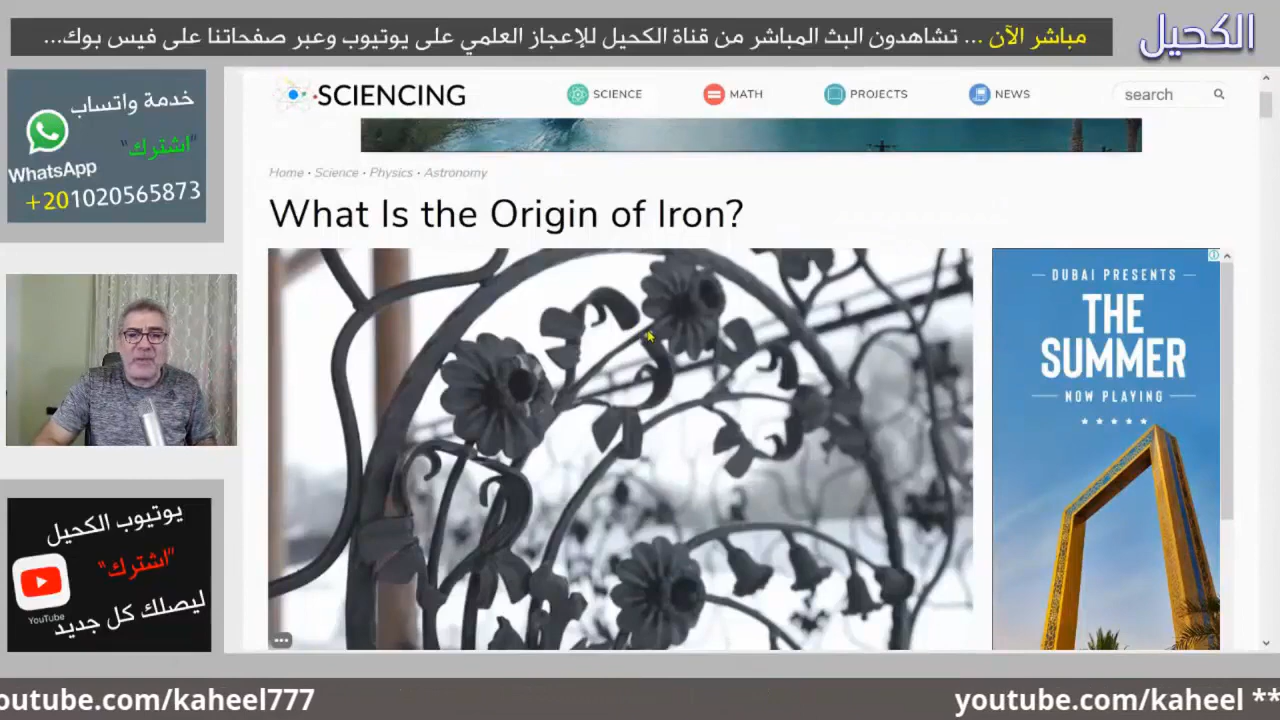 مباشر الآن ... تشاهدون البث المباشر من قناة الكحيل للإعجاز العلمي على يوتيوب وعبر صفحاتنا على فيس بوك...
الكحيل
خدمة واتساب
"اشترك"
WhatsApp
+201020565873
SCIENCING
SCIENCE
MATH
PROJECTS
NEWS
search
Home · Science · Physics · Astronomy
What Is the Origin of Iron?
DUBAI PRESENTS
THE
SUMMER
NOW PLAYING
يوتيوب الكحيل
"اشترك"
YouTube
ليصلك كل جديد
outube.com/kaheel777
youtube.com/kaheel **